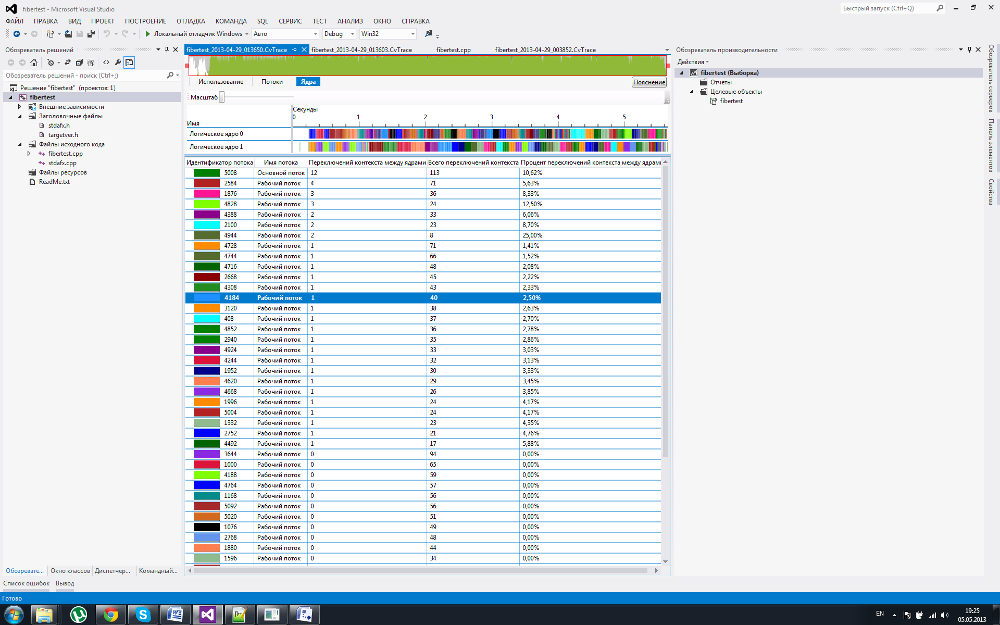 fibertest - Microsoft Visual Studio
Быстрый запуск (Ctrl+Q)
ФАЙЛ ПРАВКА ВИД ПРОЕКТ ПОСТРОЕНИЕ ОТЛАДКА КОМАНДА SQL СЕРВИС ТЕСТ АНАЛИЗ ОКНО СПРАВКА
Локальный отладчик Windows Авто Debug Win32
Обозреватель решений
Обозреватель решений - поиск (Ctrl+;)
Решение "fibertest" (проектов: 1)
fibertest
Внешние зависимости
Заголовочные файлы
stdafx.h
targetver.h
Файлы исходного кода
fibertest.cpp
stdafx.cpp
Файлы ресурсов
ReadMe.txt
Обозревате... Окно классов Диспетчер... Командный...
fibertest_2013-04-29_013650.CvTrace fibertest_2013-04-29_013603.CvTrace fibertest.cpp fibertest_2013-04-29_003852.CvTrace
Использование Потоки Ядра Пояснение
Масштаб
Секунды
0 1 2 3 4 5
Имя
Логическое ядро 0
Логическое ядро 1
Идентификатор потока Имя потока Переключений контекста между ядрами Всего переключений контекста Процент переключений контекста между ядрами
5008 Основной поток 12 113 10,62%
2584 Рабочий поток 4 71 5,63%
1876 Рабочий поток 3 36 8,33%
4828 Рабочий поток 3 24 12,50%
4388 Рабочий поток 2 33 6,06%
2100 Рабочий поток 2 23 8,70%
4944 Рабочий поток 2 8 25,00%
4728 Рабочий поток 1 71 1,41%
4744 Рабочий поток 1 66 1,52%
4716 Рабочий поток 1 48 2,08%
2668 Рабочий поток 1 45 2,22%
4308 Рабочий поток 1 43 2,33%
4184 Рабочий поток 1 40 2,50%
3120 Рабочий поток 1 38 2,63%
408 Рабочий поток 1 37 2,70%
4852 Рабочий поток 1 36 2,78%
2940 Рабочий поток 1 35 2,86%
4924 Рабочий поток 1 33 3,03%
4244 Рабочий поток 1 32 3,13%
1952 Рабочий поток 1 30 3,33%
4620 Рабочий поток 1 29 3,45%
4668 Рабочий поток 1 26 3,85%
1996 Рабочий поток 1 24 4,17%
5004 Рабочий поток 1 24 4,17%
1332 Рабочий поток 1 23 4,35%
2752 Рабочий поток 1 21 4,76%
4492 Рабочий поток 1 17 5,88%
3644 Рабочий поток 0 94 0,00%
1000 Рабочий поток 0 65 0,00%
4188 Рабочий поток 0 59 0,00%
4764 Рабочий поток 0 57 0,00%
1168 Рабочий поток 0 56 0,00%
5092 Рабочий поток 0 56 0,00%
5020 Рабочий поток 0 51 0,00%
1076 Рабочий поток 0 49 0,00%
2768 Рабочий поток 0 48 0,00%
1880 Рабочий поток 0 44 0,00%
1596 Рабочий поток 0 34 0,00%
Обозреватель производительности
Действия
fibertest (Выборка)
Отчеты
Целевые объекты
fibertest
Обозреватель серверов
Панель элементов
Свойства
Список ошибок Вывод
Готово
EN
19:25
05.05.2013